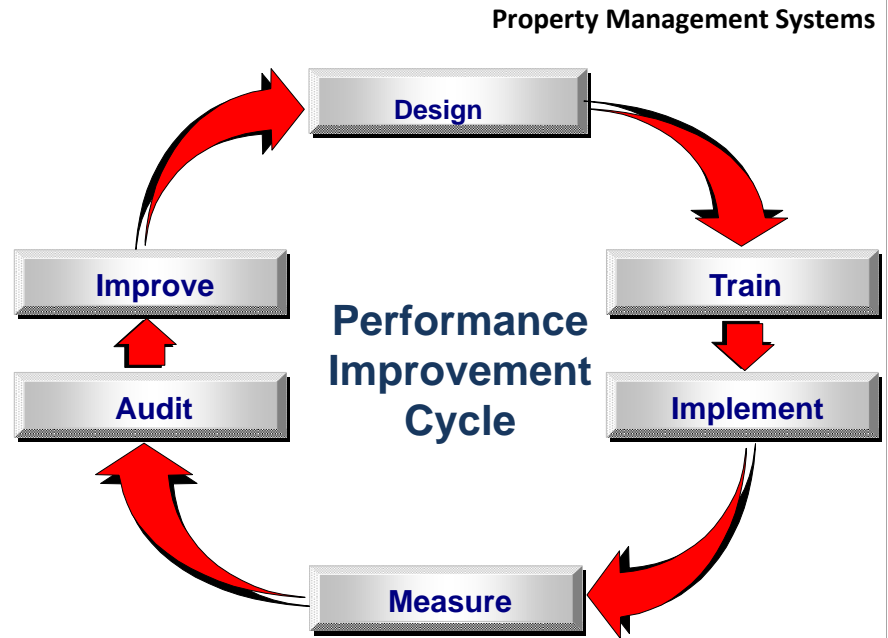 Property Management Systems
Design
Improve
Train
Performance
Improvement
Cycle
Audit
Implement
Measure